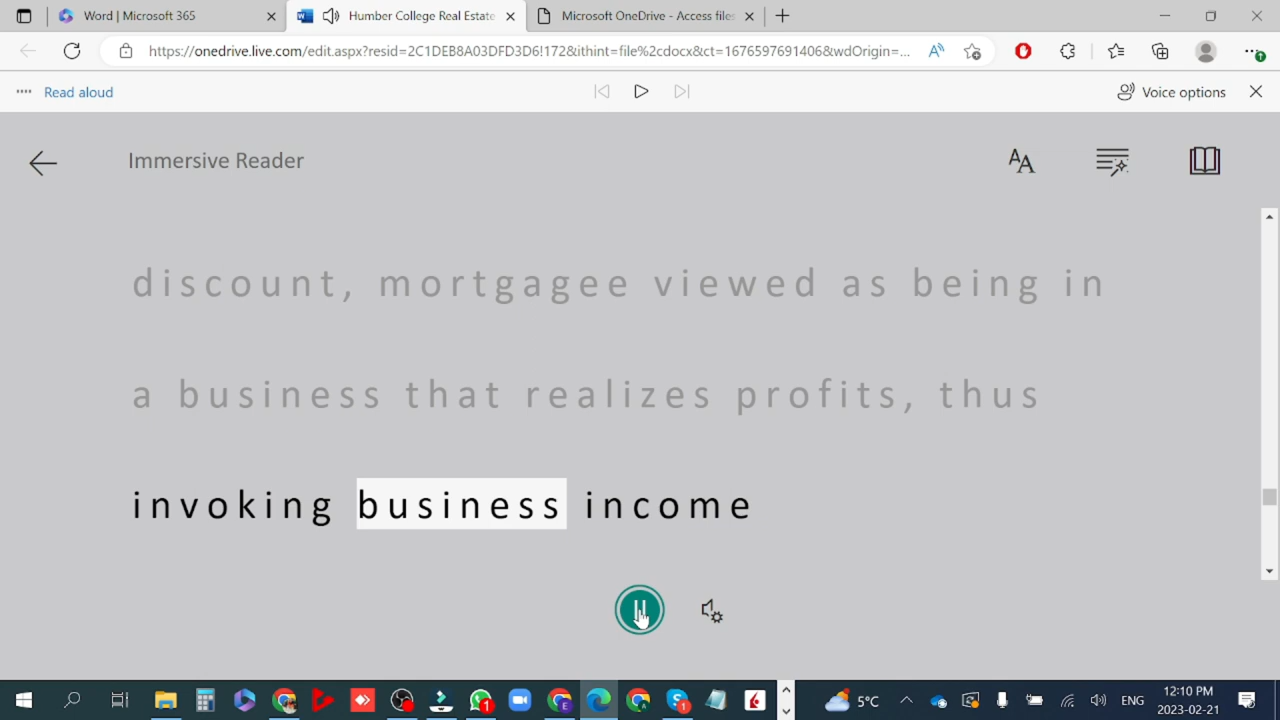 Word | Microsoft 365
Humber College Real Estate
Microsoft OneDrive - Access files
https://onedrive.live.com/edit.aspx?resid=2C1DEB8A03DFD3D6!172&ithint=file%2cdocx&ct=1676597691406&wdOrigin=...
Read aloud
Voice options
Immersive Reader
discount, mortgagee viewed as being in
a business that realizes profits, thus
invoking business income
5°C
ENG
12:10 PM
2023-02-21